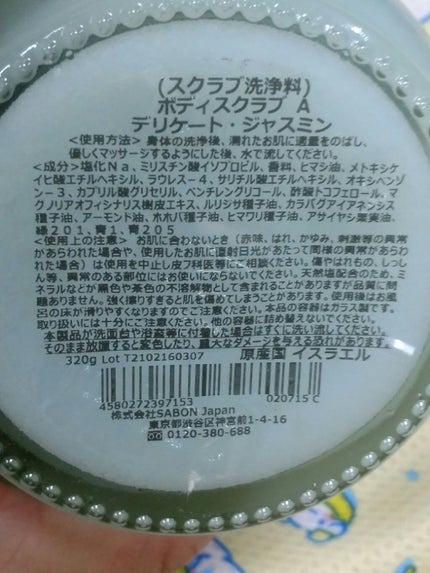 (スクラブ洗浄料)
ボディスクラブ A
デリケート・ジャスミン
<使用方法> 身体の洗浄後、濡れたお肌に適量をのばし、
優しくマッサージするようにした後、水で流してください。
<成分>塩化Na、ミリスチン酸イソプロピル、香料、ヒマシ油、メトキシケ
イヒ酸エチルヘキシル、ラウレス-4、サリチル酸エチルヘキシル、オキシベンゾ
ン-3、カプリル酸グリセリル、ペンチレングリコール、酢酸トコフェロール、マ
グノリアオフィシナリス樹皮エキス、ルリジサ種子油、カラパグアイアネンシス
種子油、アーモンド油、ホホバ種子油、ヒマワリ種子油、アサイヤシ果実油、
緑201、青1、青205
<使用上の注意> お肌に合わないとき(赤味、はれ、かゆみ、刺激等の異常
があらわれた場合や、使用したお肌に直射日光があたって同様の異常があらわ
れた場合)は使用を中止し皮フ科医等にご相談ください。傷やはれもの、しっし
ん等、異常のある部位にはお使いにならないでください。天然塩配合のため、ミ
ネラルなどが黒色や茶色の不溶解物として含まれることがありますが品質に問
題ありません。強く擦りすぎると肌を傷めてしまうことがあります。使用後はお風
呂の床が滑りやすくなりますのでご注意ください。本品の容器はガラス製です。
取り扱いには十分にご注意ください。他の容器に詰め替えないでください。
本製品が洗面台や浴槽等に付着した場合はすぐに洗い流してください。
そのまま放置すると変色したり、重大なダメージを与える恐れがあります。
320g Lot T2102160307 原産国 イスラエル
4580272397153 020715 C
株式会社SABON Japan
東京都渋谷区神宮前1-4-16
0120-380-688